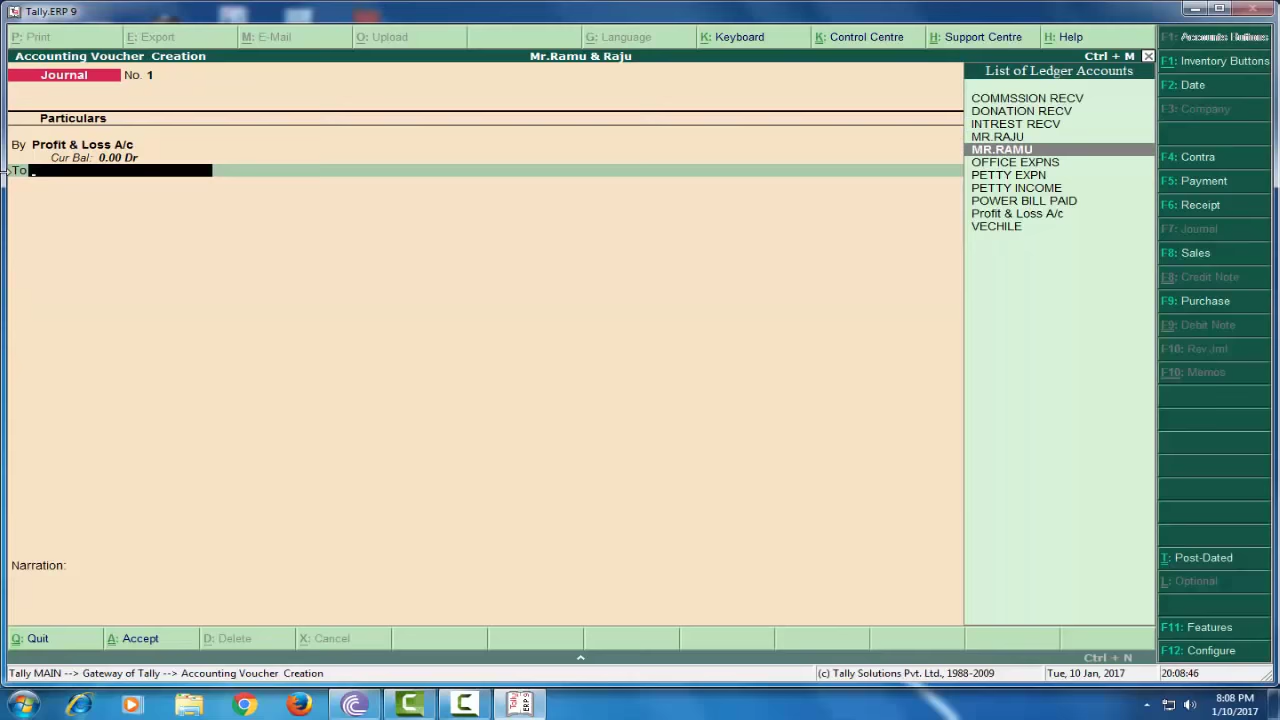 Tally.ERP 9
P: Print
E: Export
M: E-Mail
O: Upload
G: Language
K: Keyboard
K: Control Centre
H: Support Centre
H: Help
Accounting Voucher Creation
Mr.Ramu & Raju
Ctrl + M
Journal No. 1
Particulars
By Profit & Loss A/c
Cur Bal: 0.00 Dr
To
Narration:
List of Ledger Accounts
COMMSSION RECV
DONATION RECV
INTREST RECV
MR.RAJU
MR.RAMU
OFFICE EXPNS
PETTY EXPN
PETTY INCOME
POWER BILL PAID
Profit & Loss A/c
VECHILE
F1: Inventory Buttons
F2: Date
F3: Company
F4: Contra
F5: Payment
F6: Receipt
F7: Journal
F8: Sales
F8: Credit Note
F9: Purchase
F9: Debit Note
F10: Rev Jrnl
F10: Memos
T: Post-Dated
L: Optional
F11: Features
F12: Configure
Q: Quit
A: Accept
D: Delete
X: Cancel
Ctrl + N
Tally MAIN --> Gateway of Tally --> Accounting Voucher Creation
(c) Tally Solutions Pvt. Ltd., 1988-2009
Tue, 10 Jan, 2017
20:08:46
8:08 PM
1/10/2017